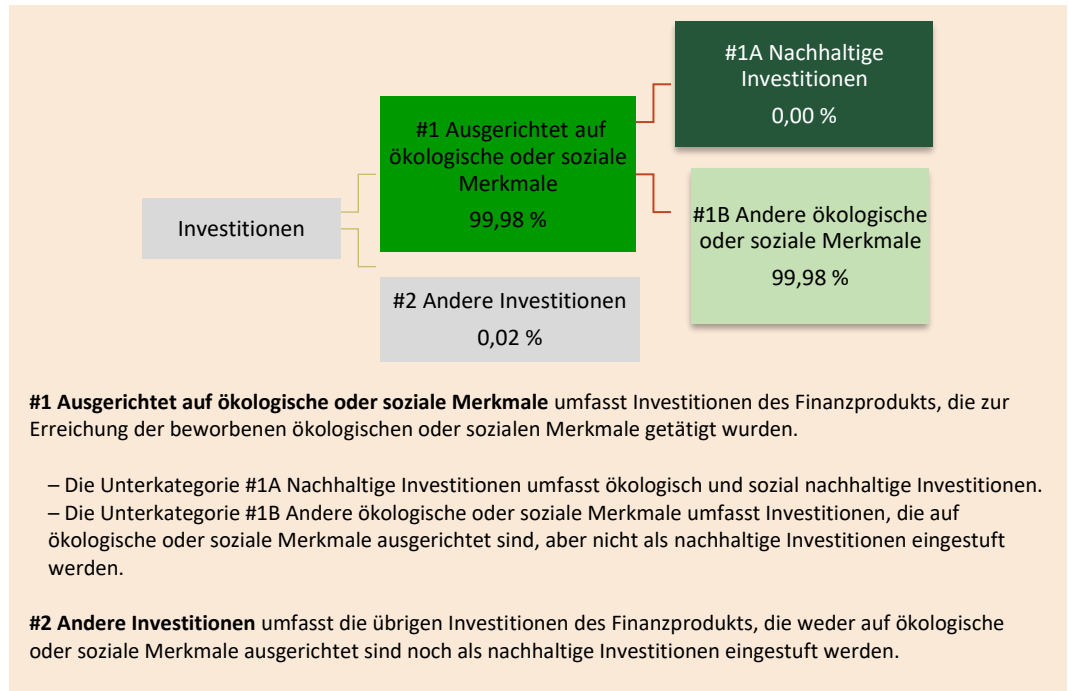 #1A Nachhaltige
Investitionen
0,00 %
#1 Ausgerichtet auf
ökologische oder soziale
Merkmale
99,98 %
Investitionen
#1B Andere ökologische
oder soziale Merkmale
99,98 %
#2 Andere Investitionen
0,02 %
#1 Ausgerichtet auf ökologische oder soziale Merkmale umfasst Investitionen des Finanzprodukts, die zur
Erreichung der beworbenen ökologischen oder sozialen Merkmale getätigt wurden.
– Die Unterkategorie #1A Nachhaltige Investitionen umfasst ökologisch und sozial nachhaltige Investitionen.
– Die Unterkategorie #1B Andere ökologische oder soziale Merkmale umfasst Investitionen, die auf
ökologische oder soziale Merkmale ausgerichtet sind, aber nicht als nachhaltige Investitionen eingestuft
werden.
#2 Andere Investitionen umfasst die übrigen Investitionen des Finanzprodukts, die weder auf ökologische
oder soziale Merkmale ausgerichtet sind noch als nachhaltige Investitionen eingestuft werden.